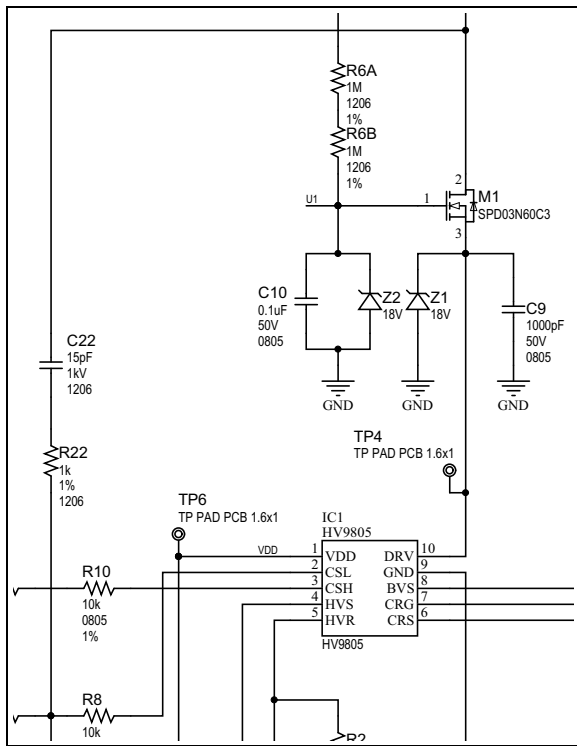 R6A
1M
1206
1%
R6B
1M
1206
1%
U1
1
2
M1
SPD03N60C3
3
C10
0.1uF
50V
0805
Z2
18V
Z1
18V
C9
1000pF
50V
0805
GND
GND
GND
C22
15pF
1kV
1206
R22
1k
1%
1206
TP4
TP PAD PCB 1.6x1
TP6
TP PAD PCB 1.6x1
IC1
HV9805
VDD
1 VDD DRV 10
2 CSL GND 9
3 CSH BVS 8
4 HVS CRG 7
5 HVR CRS 6
HV9805
R10
10k
0805
1%
R8
10k
R2